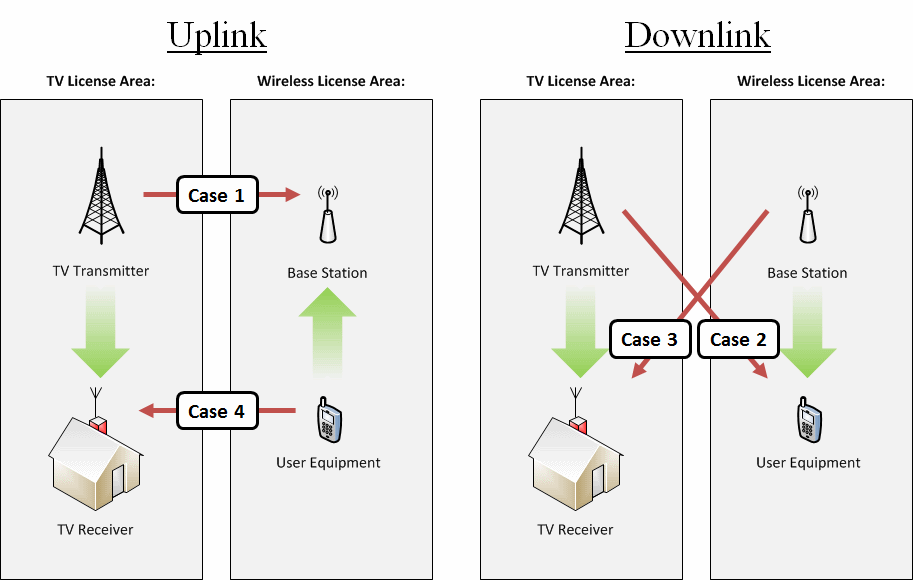 Uplink
TV License Area:
Wireless License Area:
Case 1
TV Transmitter
Base Station
Case 4
User Equipment
TV Receiver
Downlink
TV License Area:
Wireless License Area:
TV Transmitter
Base Station
Case 3
Case 2
User Equipment
TV Receiver